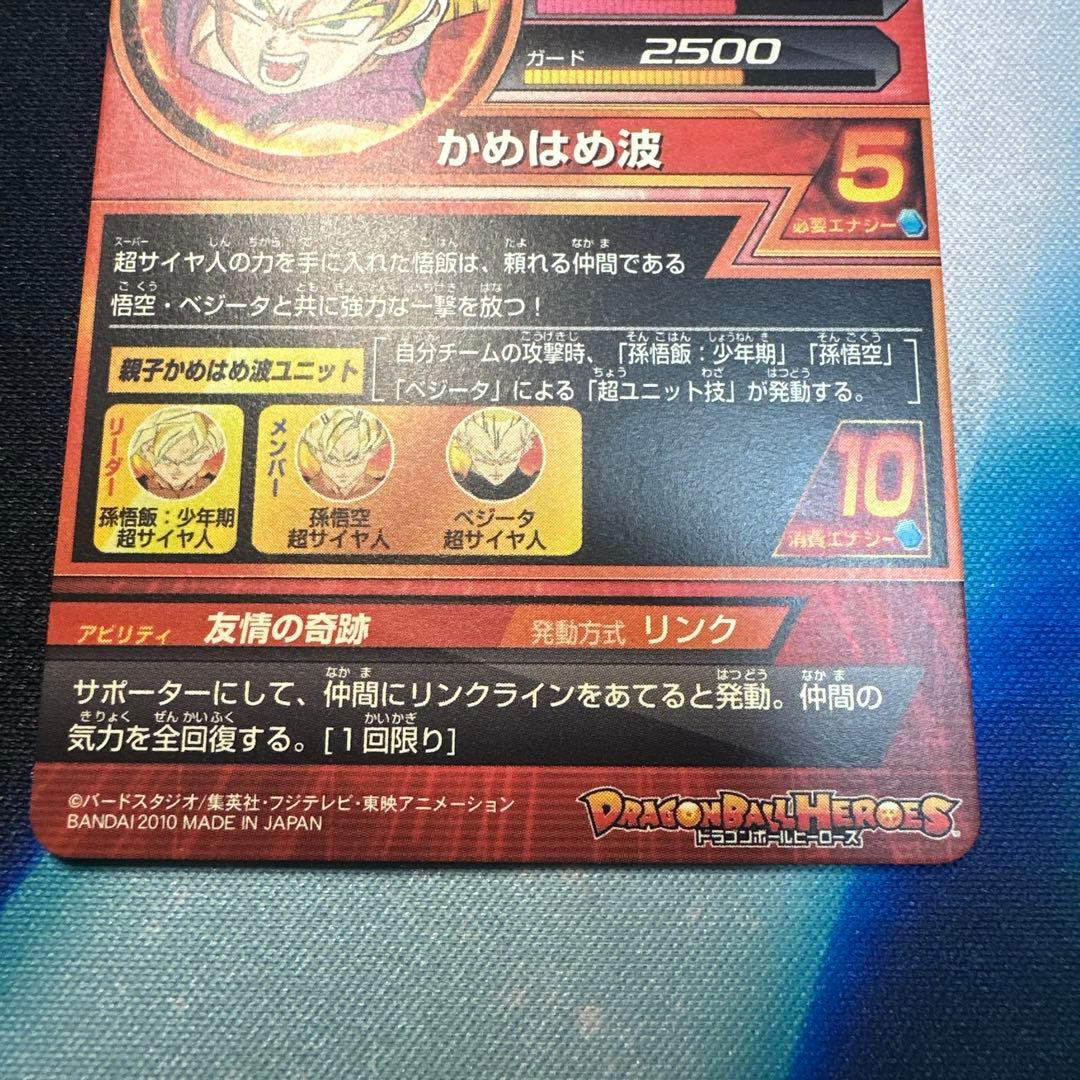 ガード 2500
かめはめ波
5
必要エナジー
超サイヤ人の力を手に入れた悟飯は、頼れる仲間である
悟空・ベジータと共に強力な一撃を放つ!
親子かめはめ波ユニット
自分チームの攻撃時、「孫悟飯:少年期」「孫悟空」
「ベジータ」による「超ユニット技」が発動する。
リーダー
孫悟飯:少年期
超サイヤ人
メンバー
孫悟空
超サイヤ人
ベジータ
超サイヤ人
10
消費エナジー
アビリティ 友情の奇跡 発動方式 リンク
サポーターにして、仲間にリンクラインをあてると発動。仲間の
気力を全回復する。[1回限り]
©バードスタジオ/集英社・フジテレビ・東映アニメーション
BANDAI 2010 MADE IN JAPAN
DRAGONBALL HEROES
ドラゴンボールヒーローズ